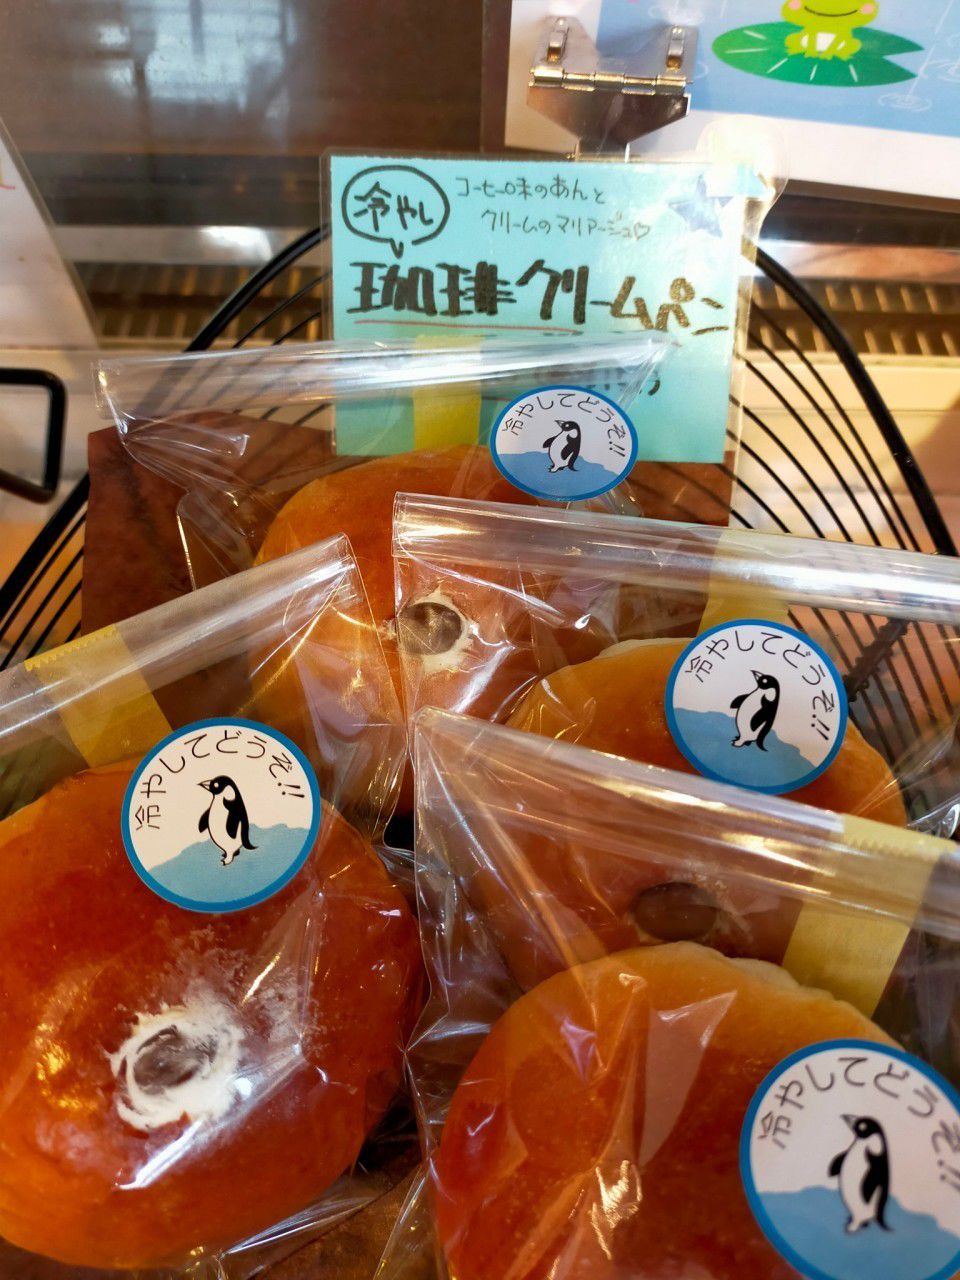 冷やし
コーヒー味のあんと
クリームのマリアージュ♡
珈琲クリームパン
冷やしてどうぞ!!
冷やしてどうぞ!!
冷やしてどうぞ!!
冷やしてどうぞ!!